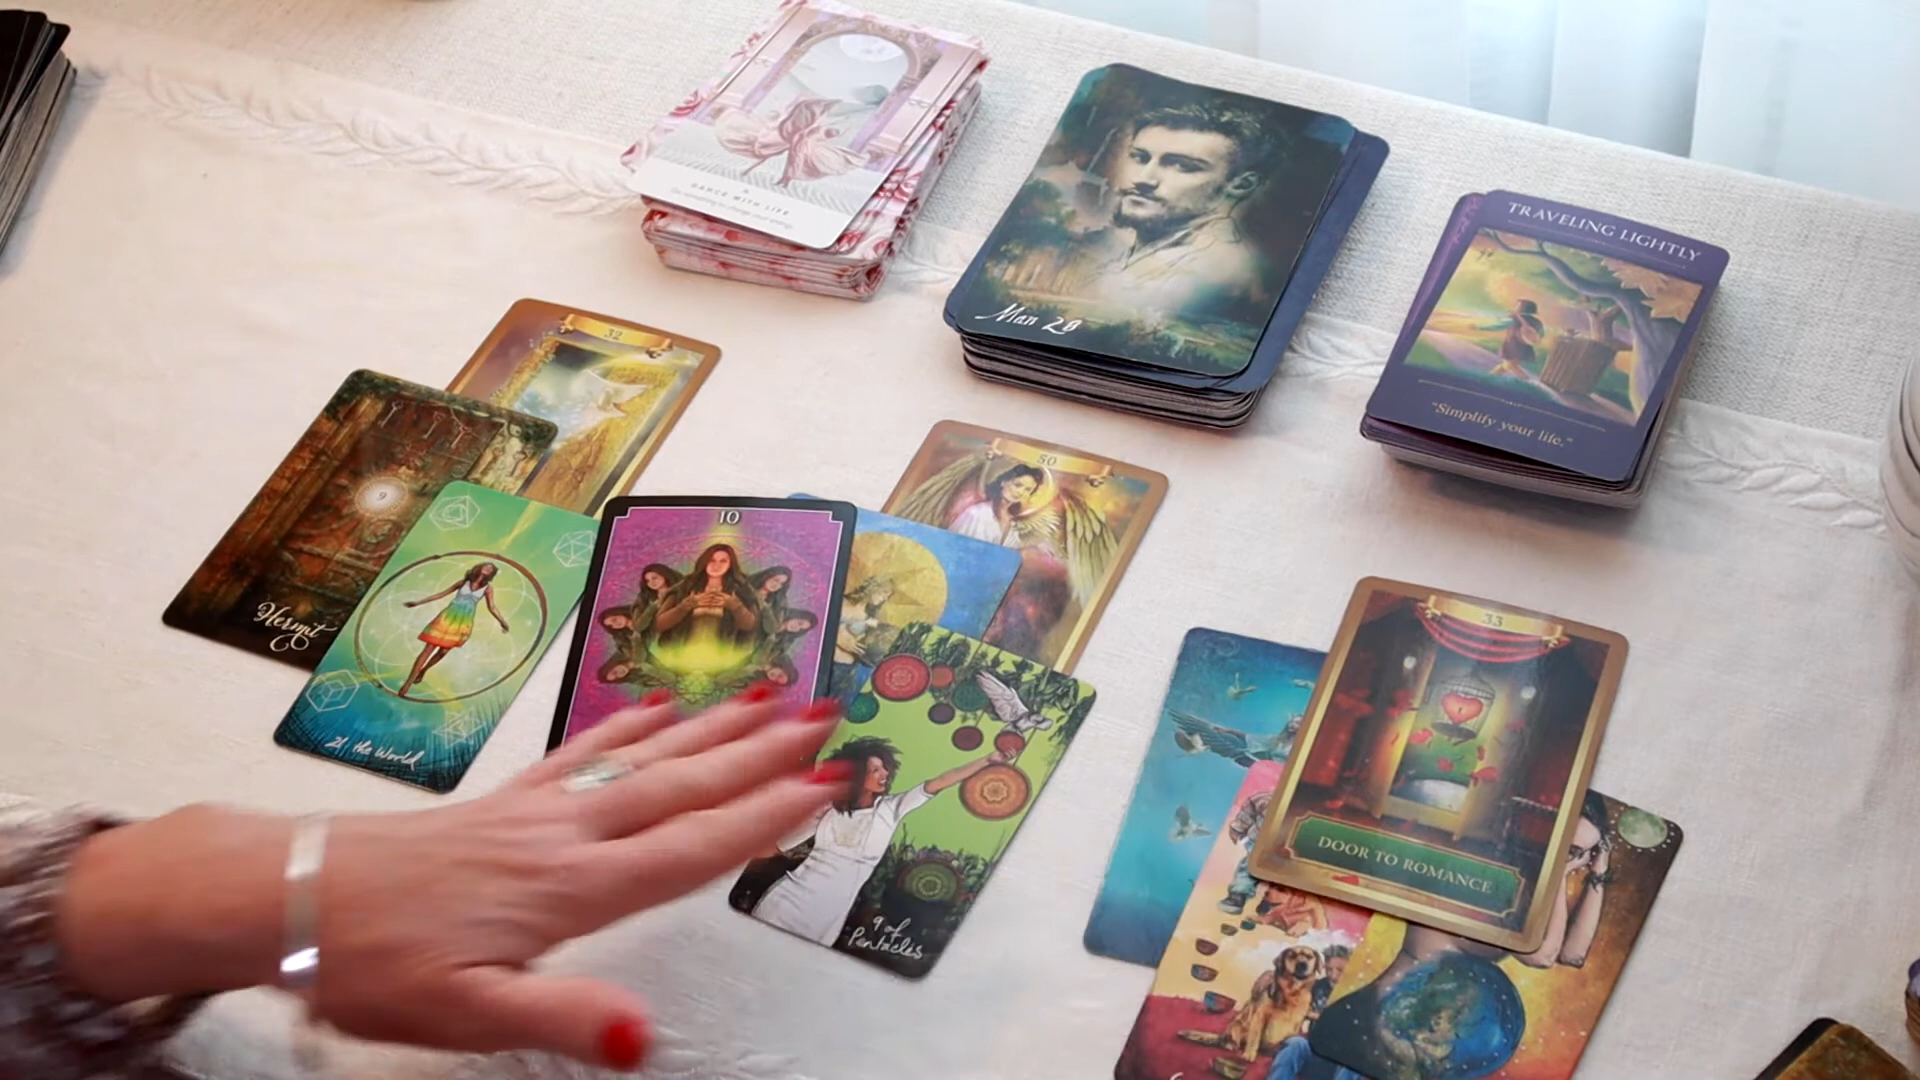 DANCE WITH LIFE
Man 28
TRAVELING LIGHTLY
"Simplify your life."
32
9
Hermit
21 the World
10
50
9 of
Pentacles
33
DOOR TO ROMANCE